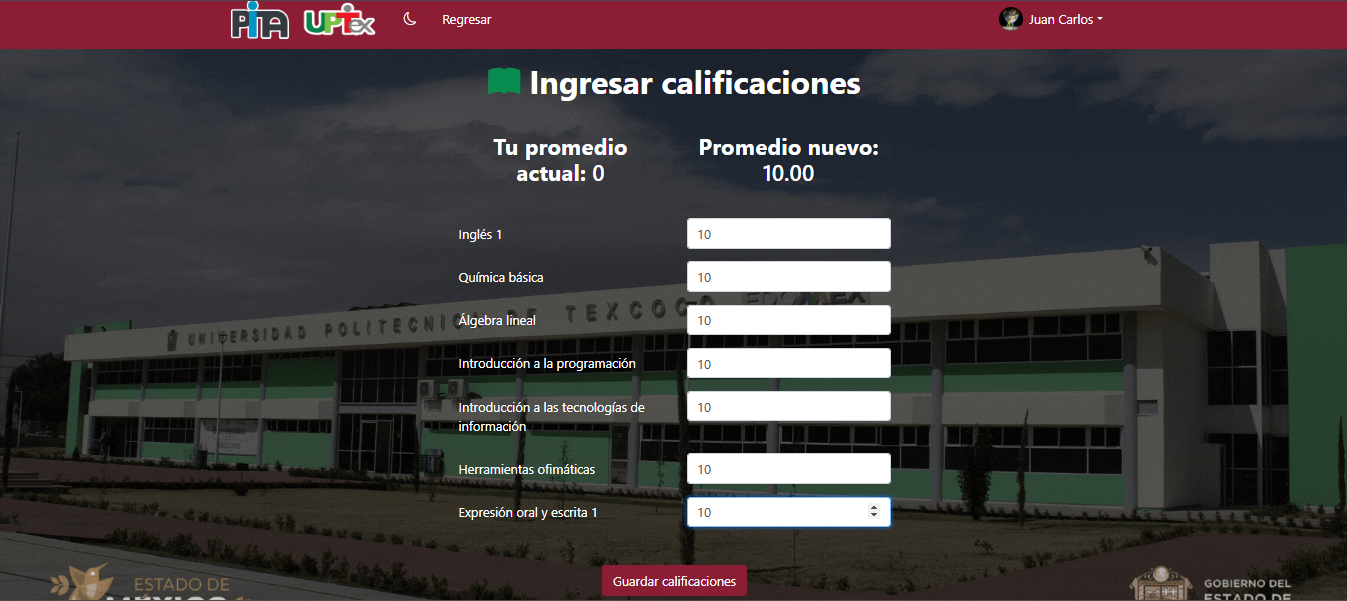 PIA UPTex Regresar Juan Carlos
Ingresar calificaciones
Tu promedio
actual: 0
Promedio nuevo:
10.00
Inglés 1 10
Química básica 10
UNIVERSIDAD POLITECNICA DE TEXCOCO
Álgebra lineal 10
Introducción a la programación 10
Introducción a las tecnologías de
información
10
Herramientas ofimáticas 10
Expresión oral y escrita 1 10
Guardar calificaciones
ESTADO DE
MÉXICO
GOBIERNO DEL
ESTADO DE